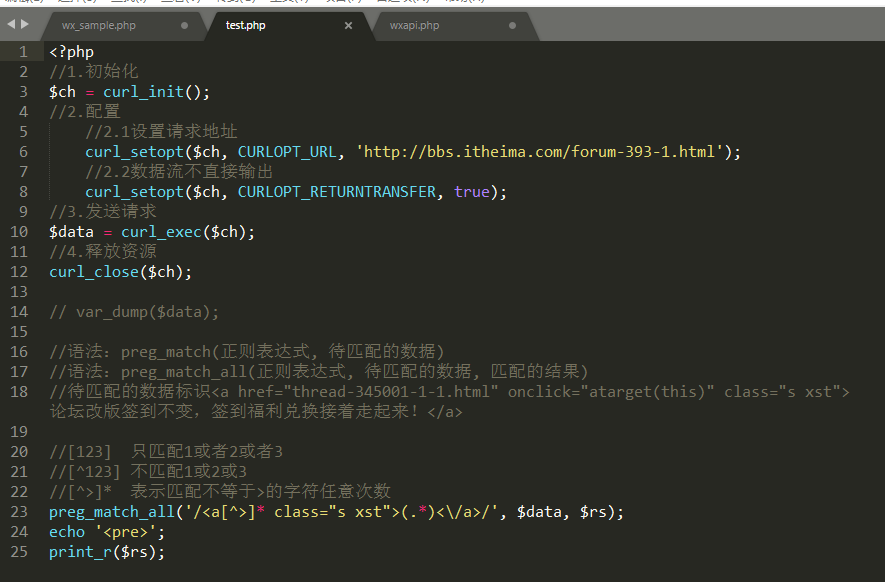 wx_sample.php
test.php
wxapi.php
1 <?php
2 //1.初始化
3 $ch = curl_init();
4 //2.配置
5 //2.1设置请求地址
6 curl_setopt($ch, CURLOPT_URL, 'http://bbs.itheima.com/forum-393-1.html');
7 //2.2数据流不直接输出
8 curl_setopt($ch, CURLOPT_RETURNTRANSFER, true);
9 //3.发送请求
10 $data = curl_exec($ch);
11 //4.释放资源
12 curl_close($ch);
13
14 // var_dump($data);
15
16 //语法：preg_match(正则表达式, 待匹配的数据)
17 //语法：preg_match_all(正则表达式, 待匹配的数据, 匹配的结果)
18 //待匹配的数据标识<a href="thread-345001-1-1.html" onclick="atarget(this)" class="s xst">
论坛改版签到不变，签到福利兑换接着走起来！</a>
19
20 //[123] 只匹配1或者2或者3
21 //[^123] 不匹配1或2或3
22 //[^>]* 表示匹配不等于>的字符任意次数
23 preg_match_all('/<a[^>]* class="s xst">(.*)<\/a>/', $data, $rs);
24 echo '<pre>';
25 print_r($rs);